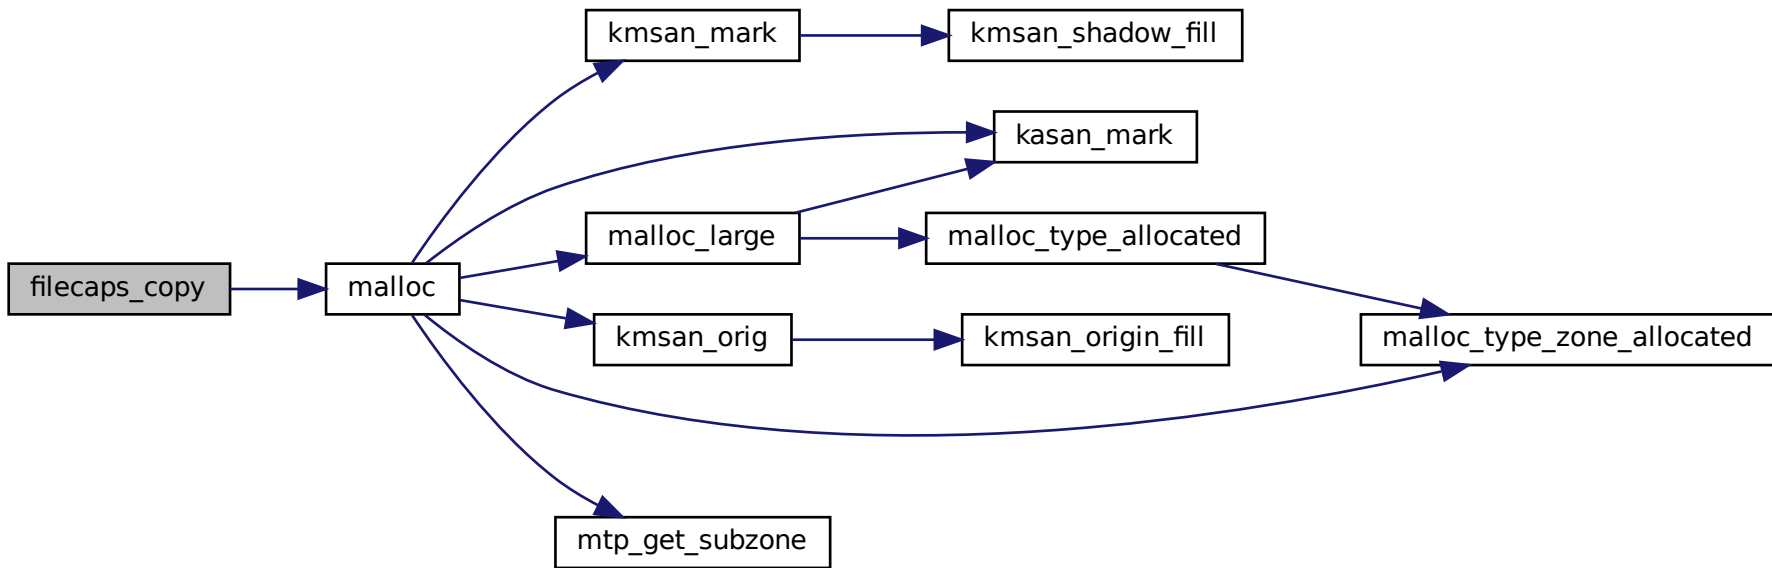 kmsan_mark
kmsan_shadow_fill
kasan_mark
malloc_large
malloc_type_allocated
filecaps_copy
malloc
kmsan_orig
kmsan_origin_fill
malloc_type_zone_allocated
mtp_get_subzone